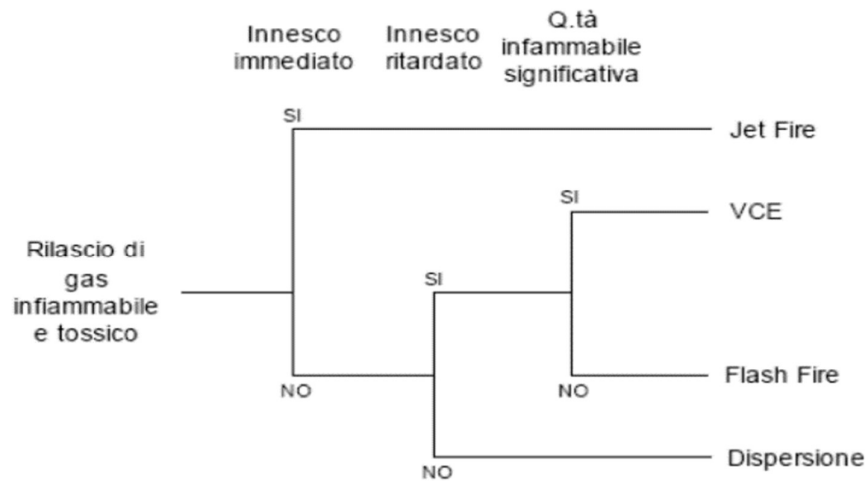 Innesco
immediato
Innesco
ritardato
Q.tà
infammabile
significativa
SI
Jet Fire
SI
VCE
Rilascio di
gas
infiammabile
e tossico
SI
NO
Flash Fire
NO
NO
Dispersione